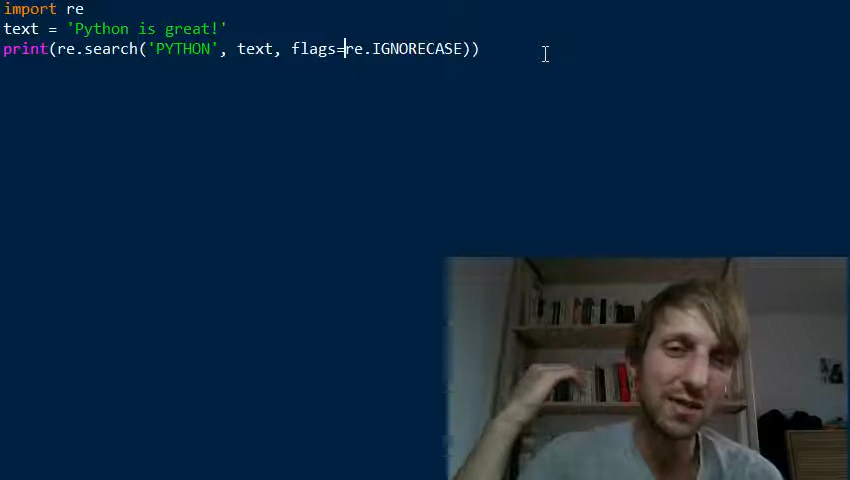 import re
text = 'Python is great!'
print(re.search('PYTHON', text, flags=re.IGNORECASE))